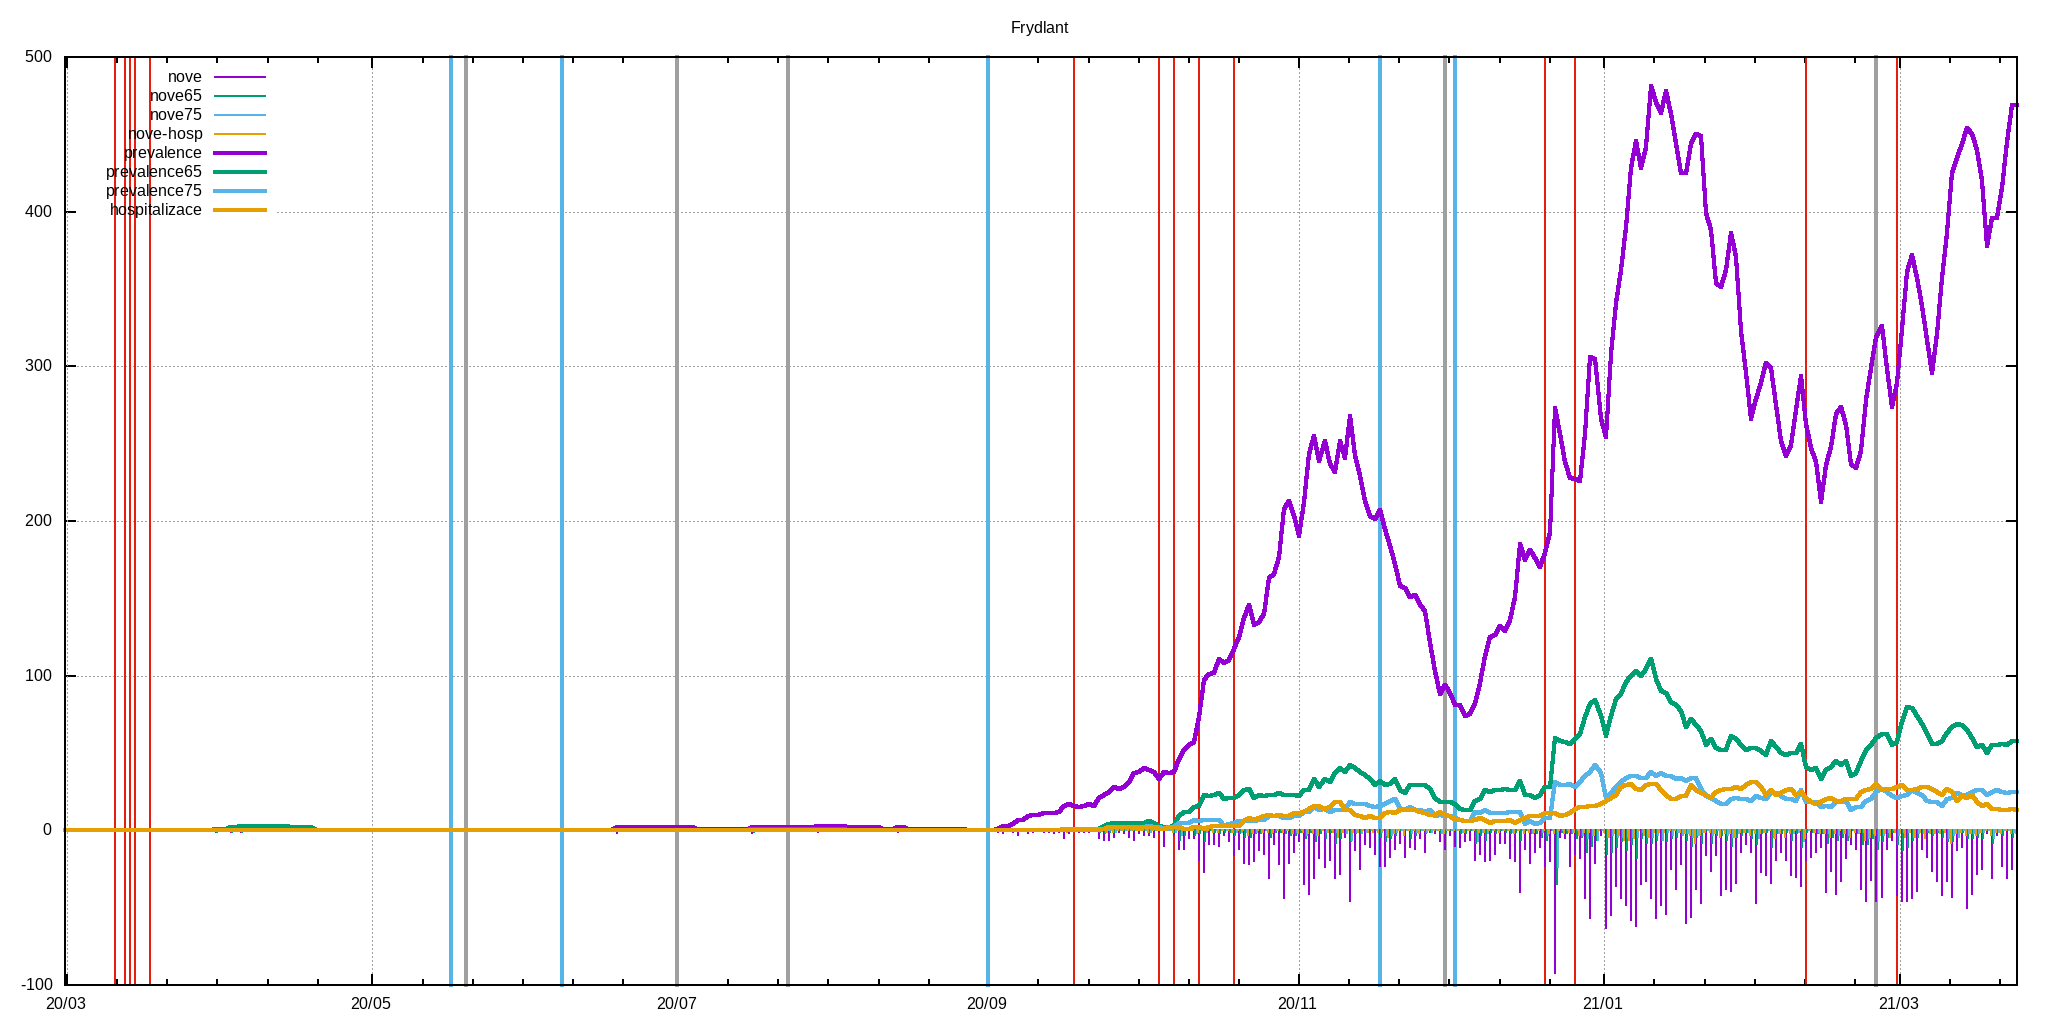 Frydlant
500
400
300
200
100
0
-100
nove
nove65
nove75
nove-hosp
prevalence
prevalence65
prevalence75
hospitalizace
20/03 20/05 20/07 20/09 20/11 21/01 21/03